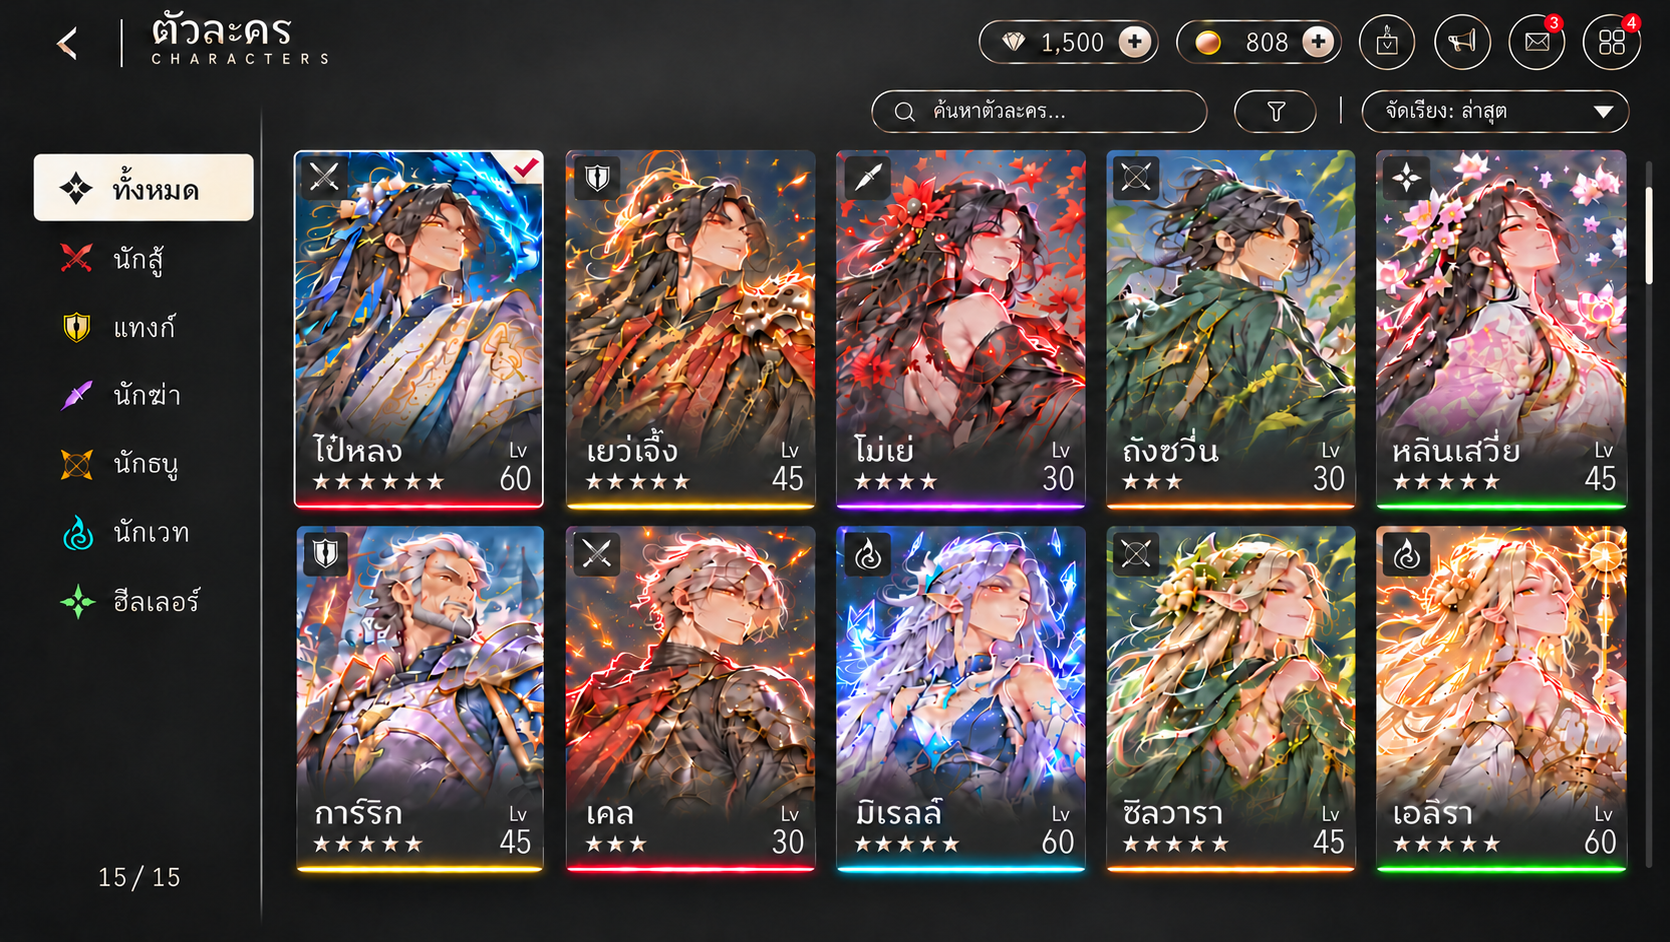 ตัวละคร
CHARACTERS
1,500
808
3
4
ค้นหาตัวละคร...
จัดเรียง: ล่าสุด
ทั้งหมด
นักสู้
แทงก์
นักฆ่า
นักธนู
นักเวท
ฮีลเลอร์
15/15
ไป๋หลง
Lv
60
เยว่เจิ้ง
Lv
45
โม่เย่
Lv
30
ถังซวิ่น
Lv
30
หลินเสวี่ย
Lv
45
การ์ริก
Lv
45
เคล
Lv
30
มิเรลล์
Lv
60
ซิลวารา
Lv
45
เอลิรา
Lv
60